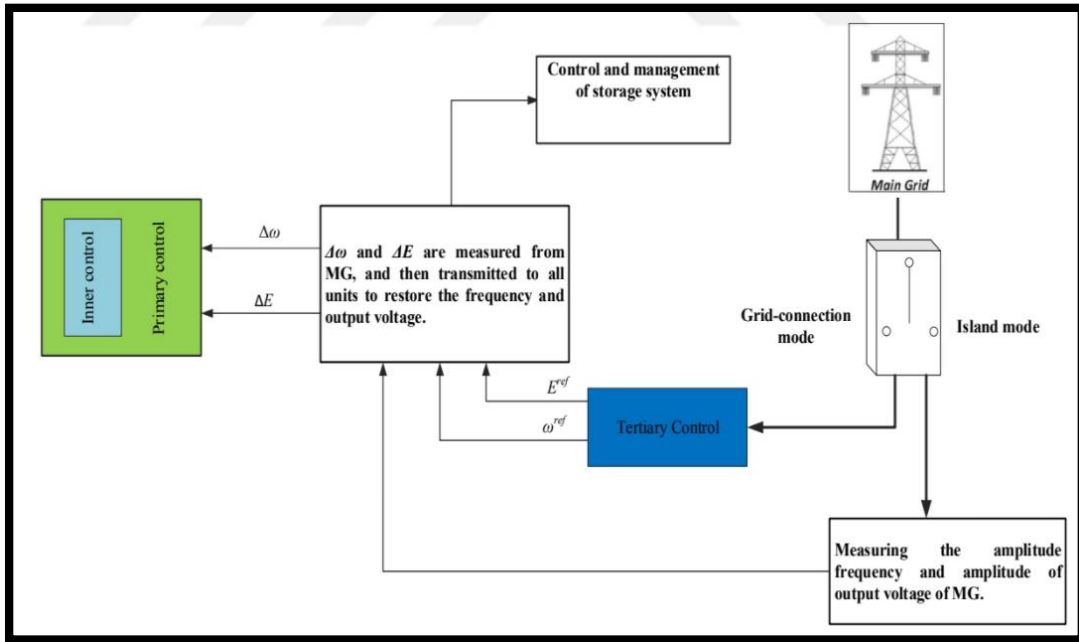 Control and management
of storage system
Main Grid
Inner control
Primary control
Δω
ΔE
Δω and ΔE are measured from
MG, and then transmitted to all
units to restore the frequency and
output voltage.
Grid-connection
mode
Island mode
E^ref
ω^ref
Tertiary Control
Measuring the amplitude
frequency and amplitude of
output voltage of MG.